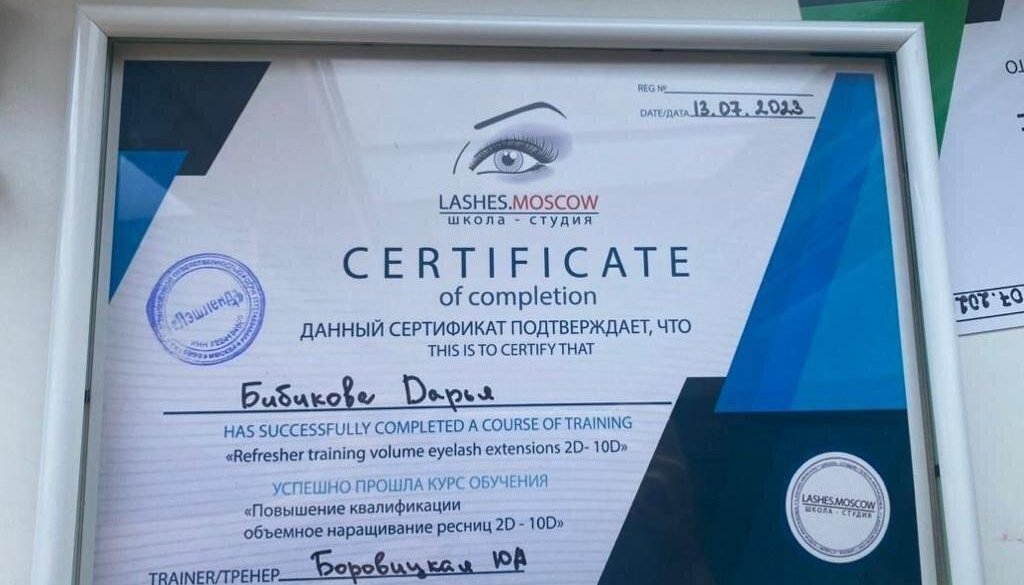 REG №
DATE/ДАТА 13.07.2023
LASHES.MOSCOW
школа - студия
CERTIFICATE
of completion
ДАННЫЙ СЕРТИФИКАТ ПОДТВЕРЖДАЕТ, ЧТО
THIS IS TO CERTIFY THAT
Бибикова Дарья
HAS SUCCESSFULLY COMPLETED A COURSE OF TRAINING
«Refresher training volume eyelash extensions 2D- 10D»
УСПЕШНО ПРОШЛА КУРС ОБУЧЕНИЯ
«Повышение квалификации
объемное наращивание ресниц 2D - 10D»
TRAINER/ТРЕНЕР Боровицкая ЮА
LASHES.MOSCOW
ШКОЛА - СТУДИЯ